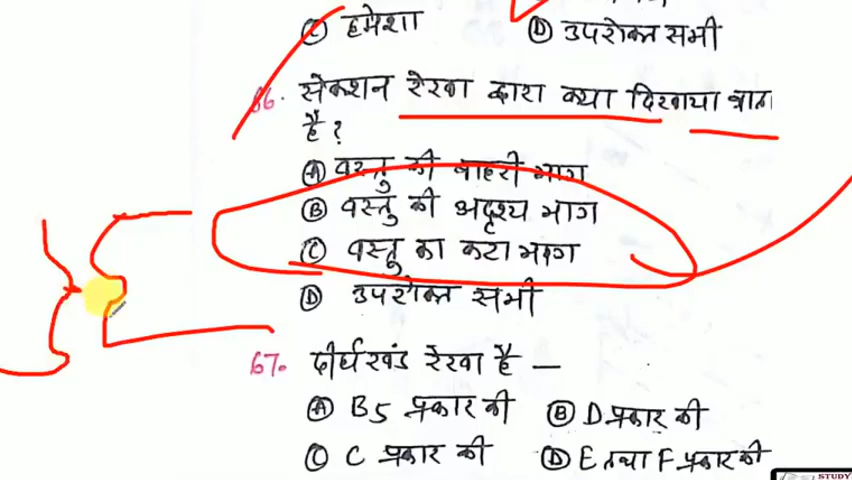 Ⓒ हमेशा Ⓓ उपरोक्त सभी
66. सेक्शन रेखा द्वारा क्या दिखाया जाता
है?
Ⓐ वस्तु की बाहरी भाग
Ⓑ वस्तु की अदृश्य भाग
Ⓒ वस्तु का कटा भाग
Ⓓ उपरोक्त सभी
67. दीर्घ खंड रेखा है —
Ⓐ B5 प्रकार की Ⓑ D प्रकार की
Ⓒ C प्रकार की Ⓓ E तथा F प्रकार की
STUDY